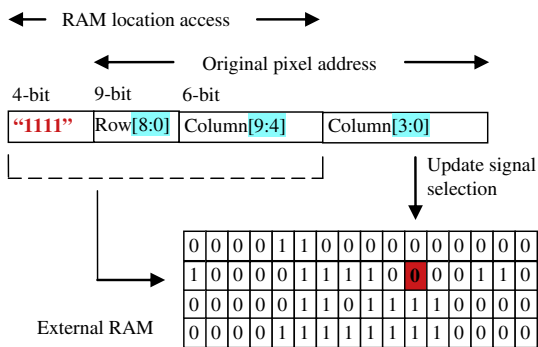 RAM location access
Original pixel address
4-bit 9-bit 6-bit
“1111” Row[8:0] Column[9:4] Column[3:0]
Update signal
selection
0 0 0 0 1 1 0 0 0 0 0 0 0 0 0 0
1 0 0 0 0 1 1 1 1 0 0 0 0 1 1 0
0 0 0 0 0 1 1 0 1 1 1 1 0 0 0 0
0 0 0 0 1 1 1 1 1 1 1 1 0 0 0 0
External RAM